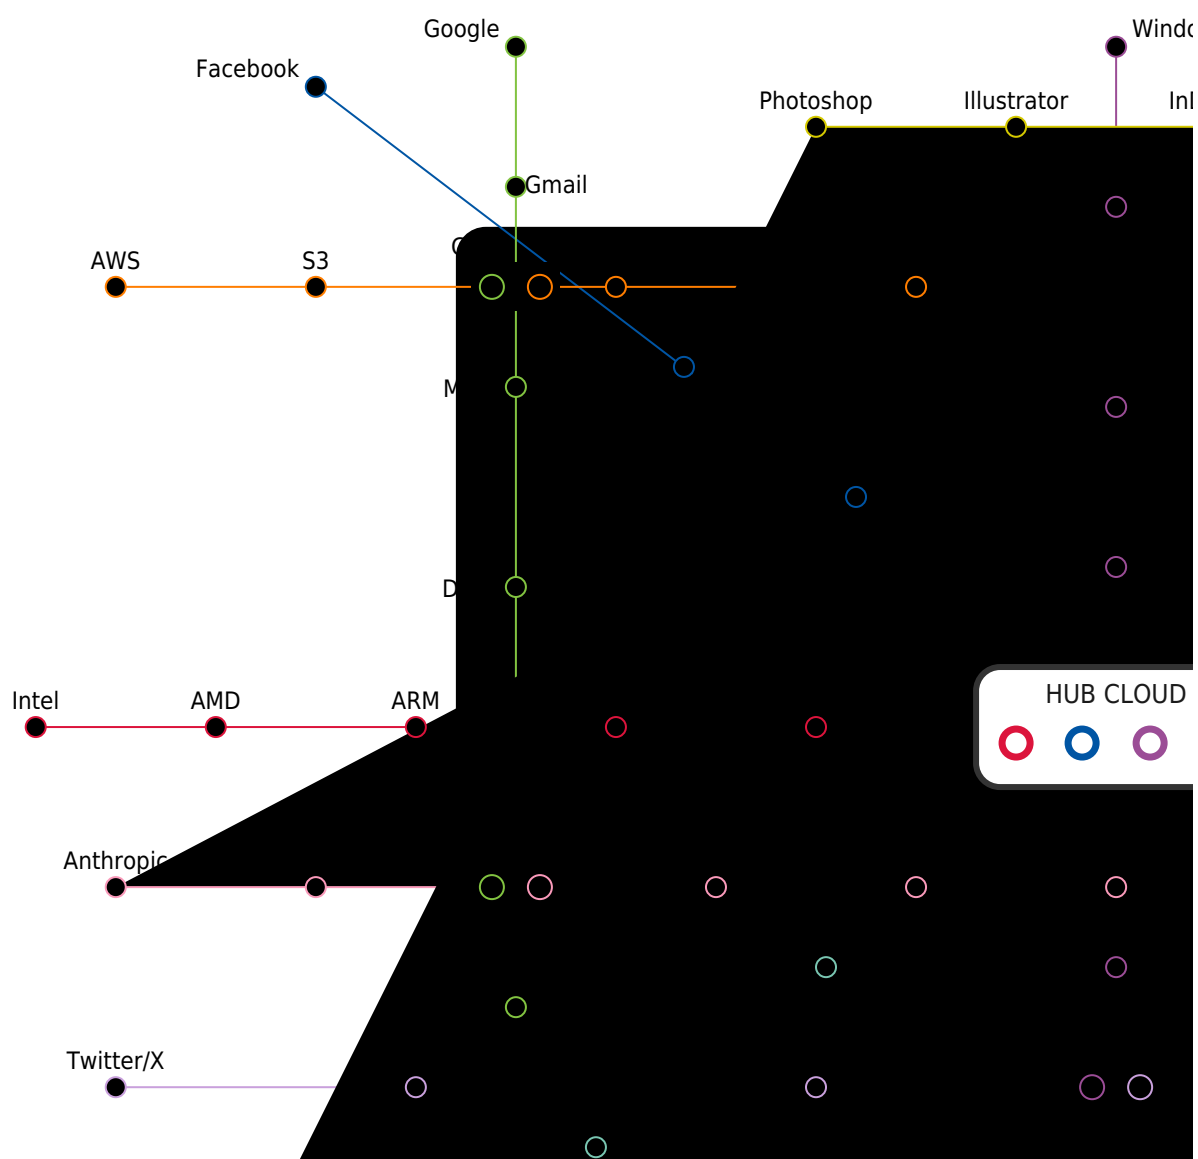 Google
Facebook
Photoshop
Illustrator
Gmail
AWS
S3
Intel
AMD
ARM
HUB CLOUD
Anthropic
Twitter/X